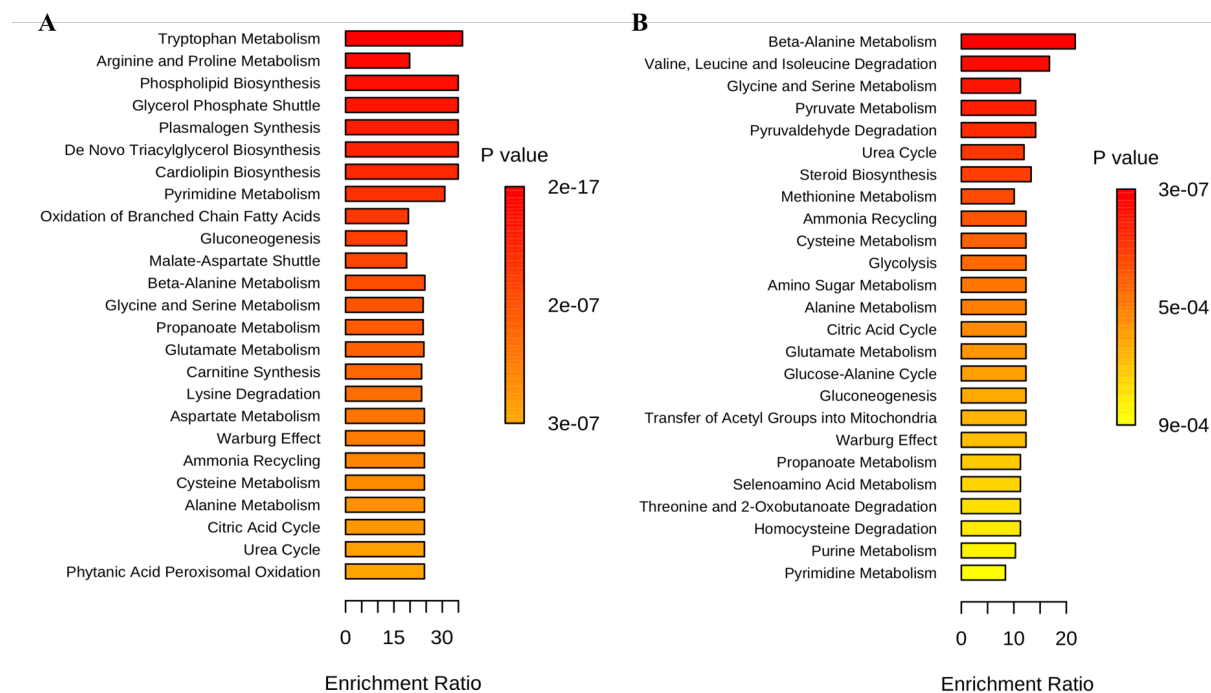 A
Tryptophan Metabolism
Arginine and Proline Metabolism
Phospholipid Biosynthesis
Glycerol Phosphate Shuttle
Plasmalogen Synthesis
De Novo Triacylglycerol Biosynthesis
Cardiolipin Biosynthesis
Pyrimidine Metabolism
Oxidation of Branched Chain Fatty Acids
Gluconeogenesis
Malate-Aspartate Shuttle
Beta-Alanine Metabolism
Glycine and Serine Metabolism
Propanoate Metabolism
Glutamate Metabolism
Carnitine Synthesis
Lysine Degradation
Aspartate Metabolism
Warburg Effect
Ammonia Recycling
Cysteine Metabolism
Alanine Metabolism
Citric Acid Cycle
Urea Cycle
Phytanic Acid Peroxisomal Oxidation
0 15 30
Enrichment Ratio
P value
2e-17
2e-07
3e-07
B
Beta-Alanine Metabolism
Valine, Leucine and Isoleucine Degradation
Glycine and Serine Metabolism
Pyruvate Metabolism
Pyruvaldehyde Degradation
Urea Cycle
Steroid Biosynthesis
Methionine Metabolism
Ammonia Recycling
Cysteine Metabolism
Glycolysis
Amino Sugar Metabolism
Alanine Metabolism
Citric Acid Cycle
Glutamate Metabolism
Glucose-Alanine Cycle
Gluconeogenesis
Transfer of Acetyl Groups into Mitochondria
Warburg Effect
Propanoate Metabolism
Selenoamino Acid Metabolism
Threonine and 2-Oxobutanoate Degradation
Homocysteine Degradation
Purine Metabolism
Pyrimidine Metabolism
0 10 20
Enrichment Ratio
P value
3e-07
5e-04
9e-04